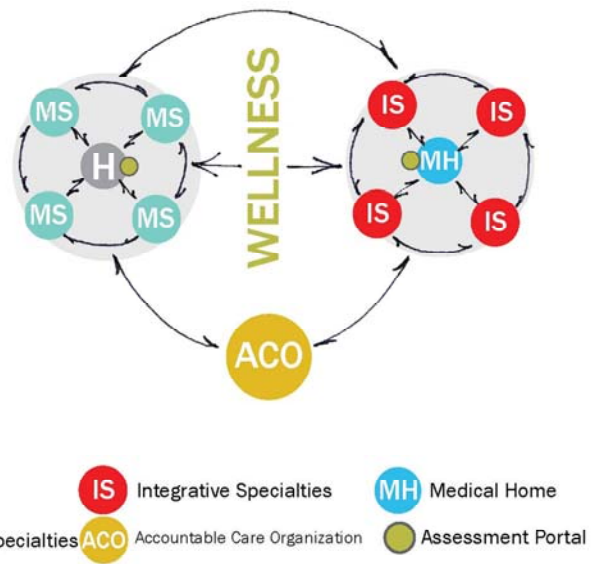 WELLNESS
MS MS IS IS
H MH
MS MS IS IS
ACO
IS Integrative Specialties MH Medical Home
pecialties ACO Accountable Care Organization Assessment Portal